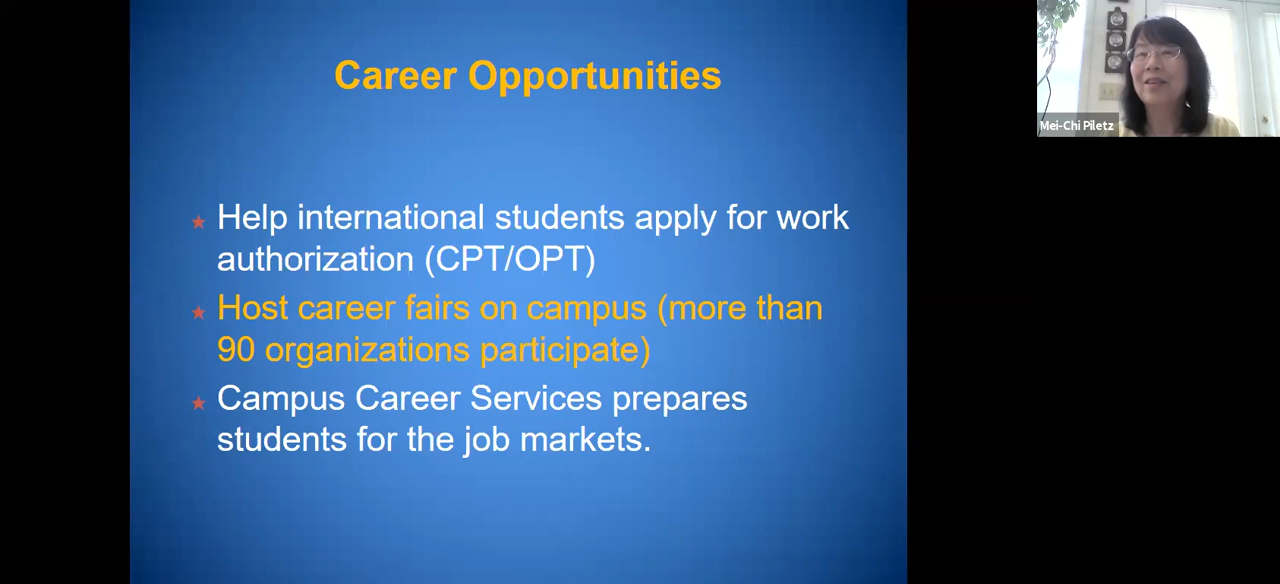 Career Opportunities
Mei-Chi Piletz
Help international students apply for work
authorization (CPT/OPT)
Host career fairs on campus (more than
90 organizations participate)
Campus Career Services prepares
students for the job markets.